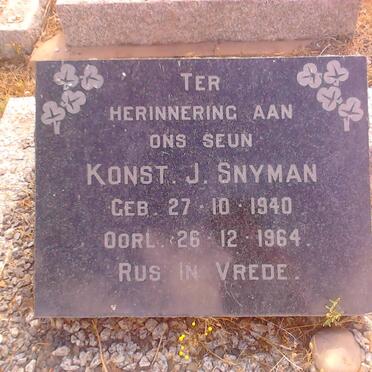 TER
HERINNERING AAN
ONS SEUN
KONST. J. SNYMAN
GEB. 27-10-1940
OORL. 26-12-1964.
RUS IN VREDE.